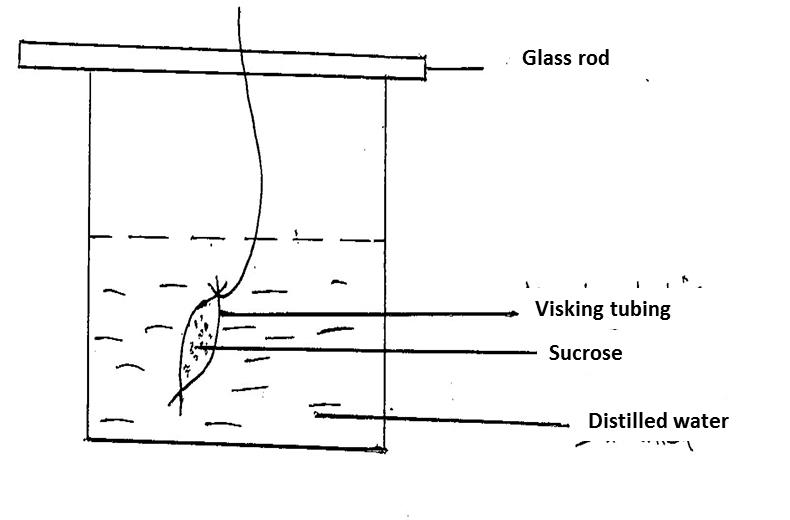 Glass rod
Visking tubing
Sucrose
Distilled water